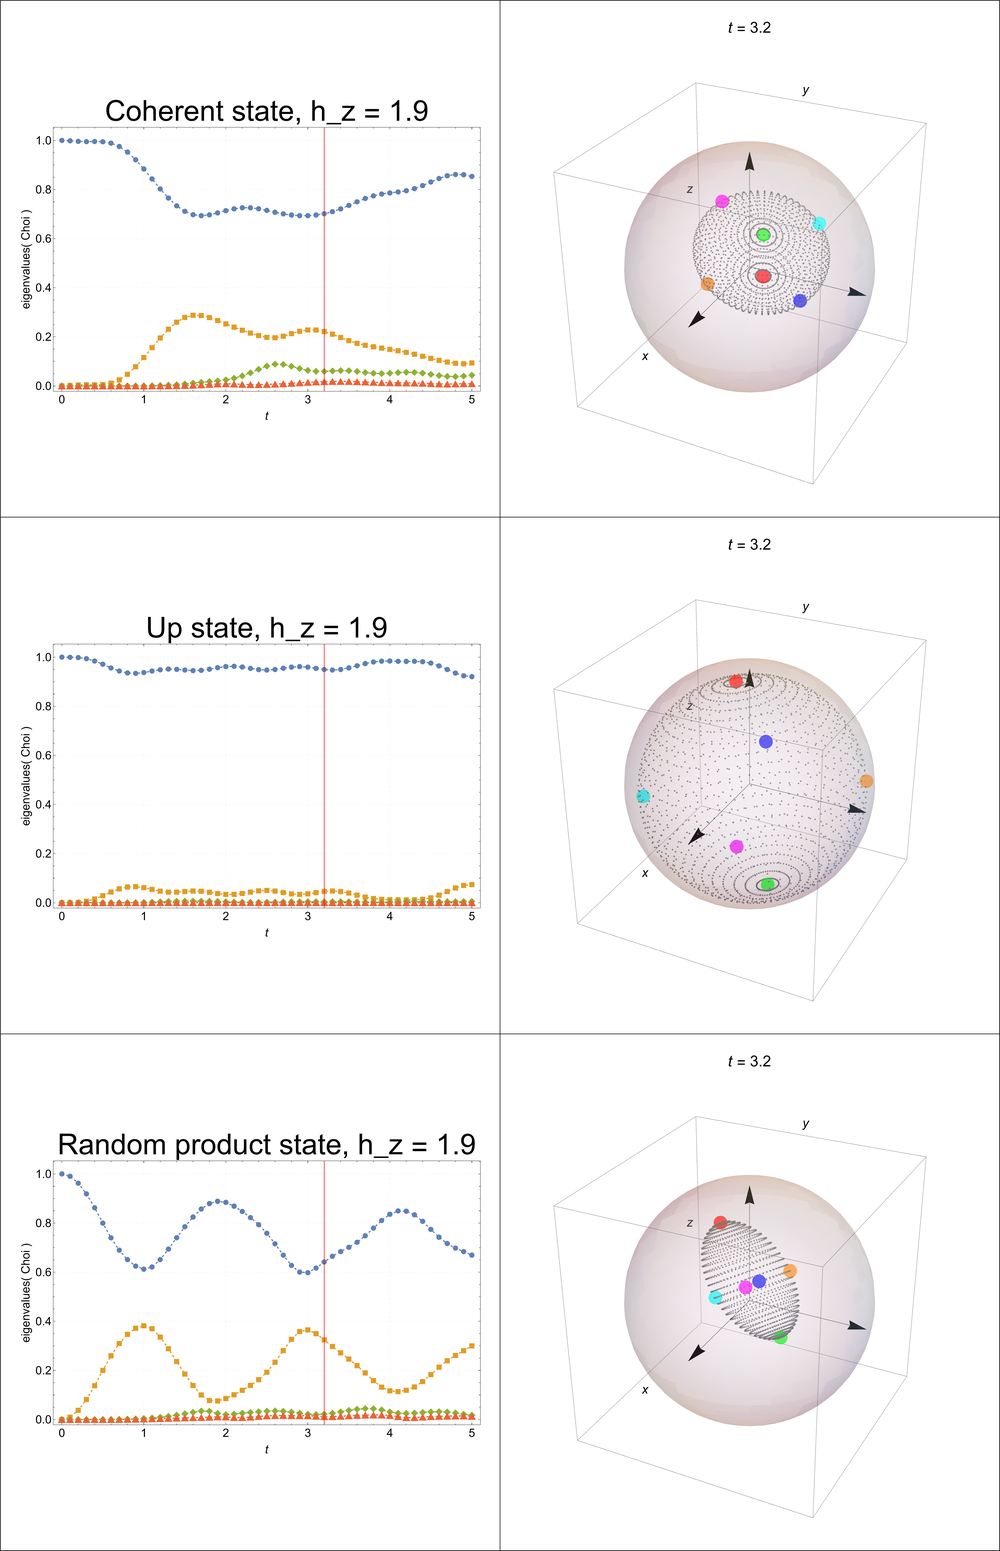 t = 3.2
Coherent state, h_z = 1.9
eigenvalues( Choi )
1.0
0.8
0.6
0.4
0.2
0.0
0 1 2 3 4 5
t
y
z
x
t = 3.2
Up state, h_z = 1.9
eigenvalues( Choi )
1.0
0.8
0.6
0.4
0.2
0.0
0 1 2 3 4 5
t
y
z
x
t = 3.2
Random product state, h_z = 1.9
eigenvalues( Choi )
1.0
0.8
0.6
0.4
0.2
0.0
0 1 2 3 4 5
t
y
z
x